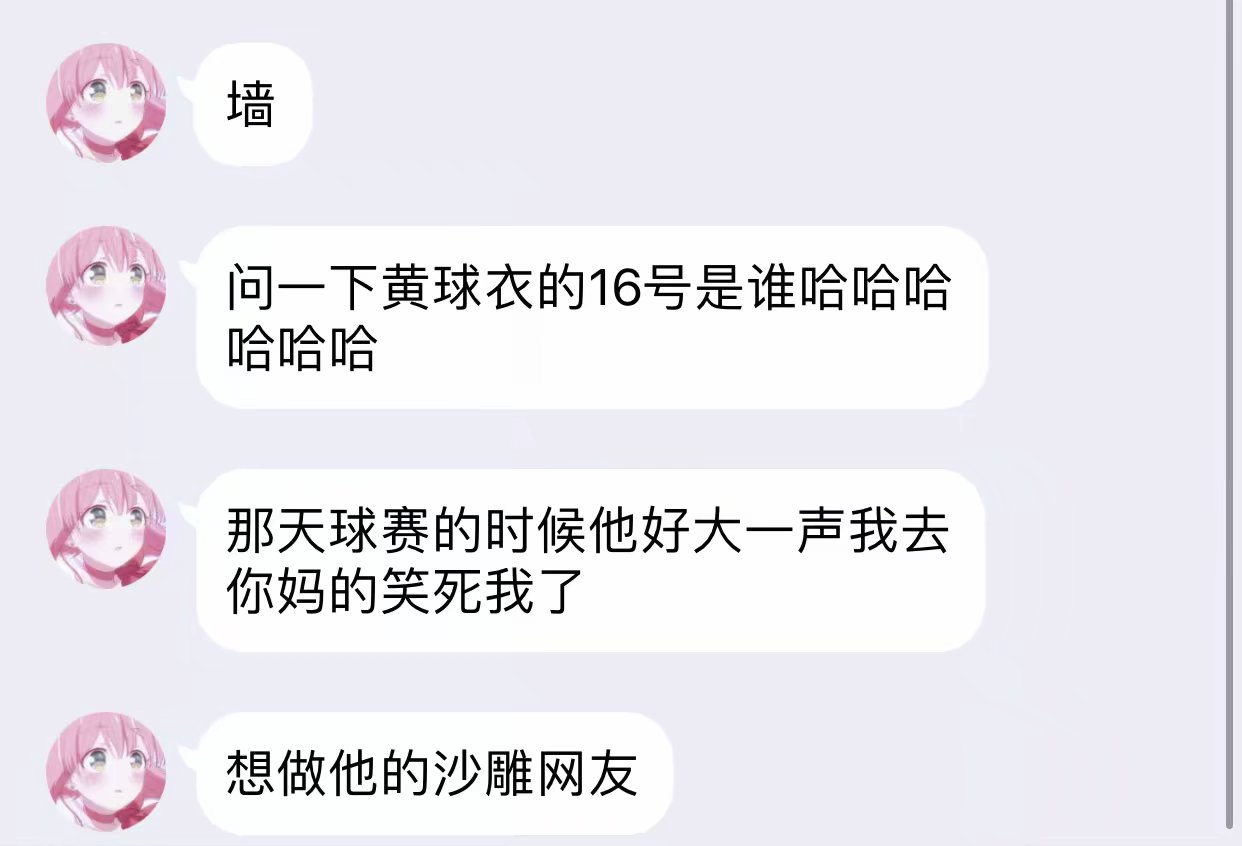 墙
问一下黄球衣的16号是谁哈哈哈
哈哈哈
那天球赛的时候他好大一声我去
你妈的笑死我了
想做他的沙雕网友